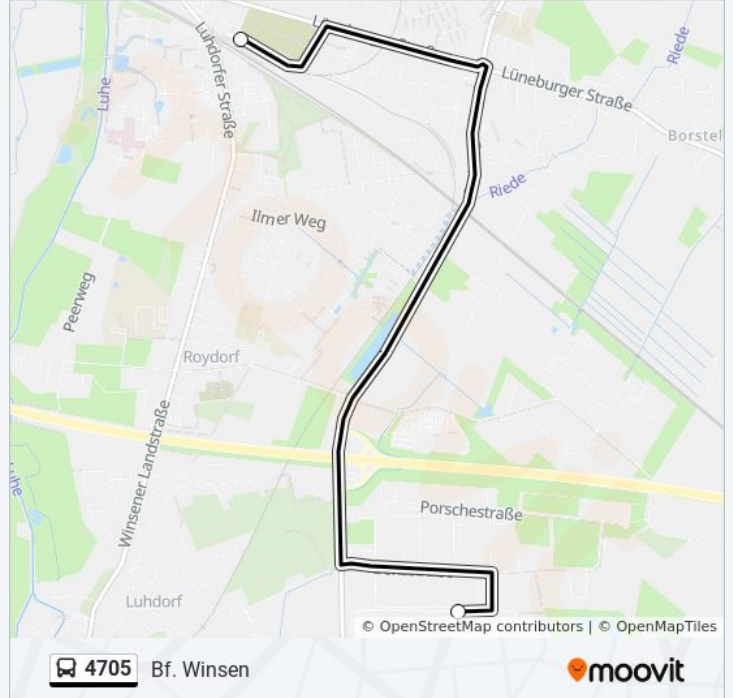 Luhdorfer Straße
Luhe
Riede
Lüneburger Straße
Borstel
Riede
Ilmer Weg
Peerweg
Roydorf
Winsener Landstraße
Luhe
Porschestraße
Luhdorf
© OpenStreetMap contributors | © OpenMapTiles
4705 Bf. Winsen
moovit